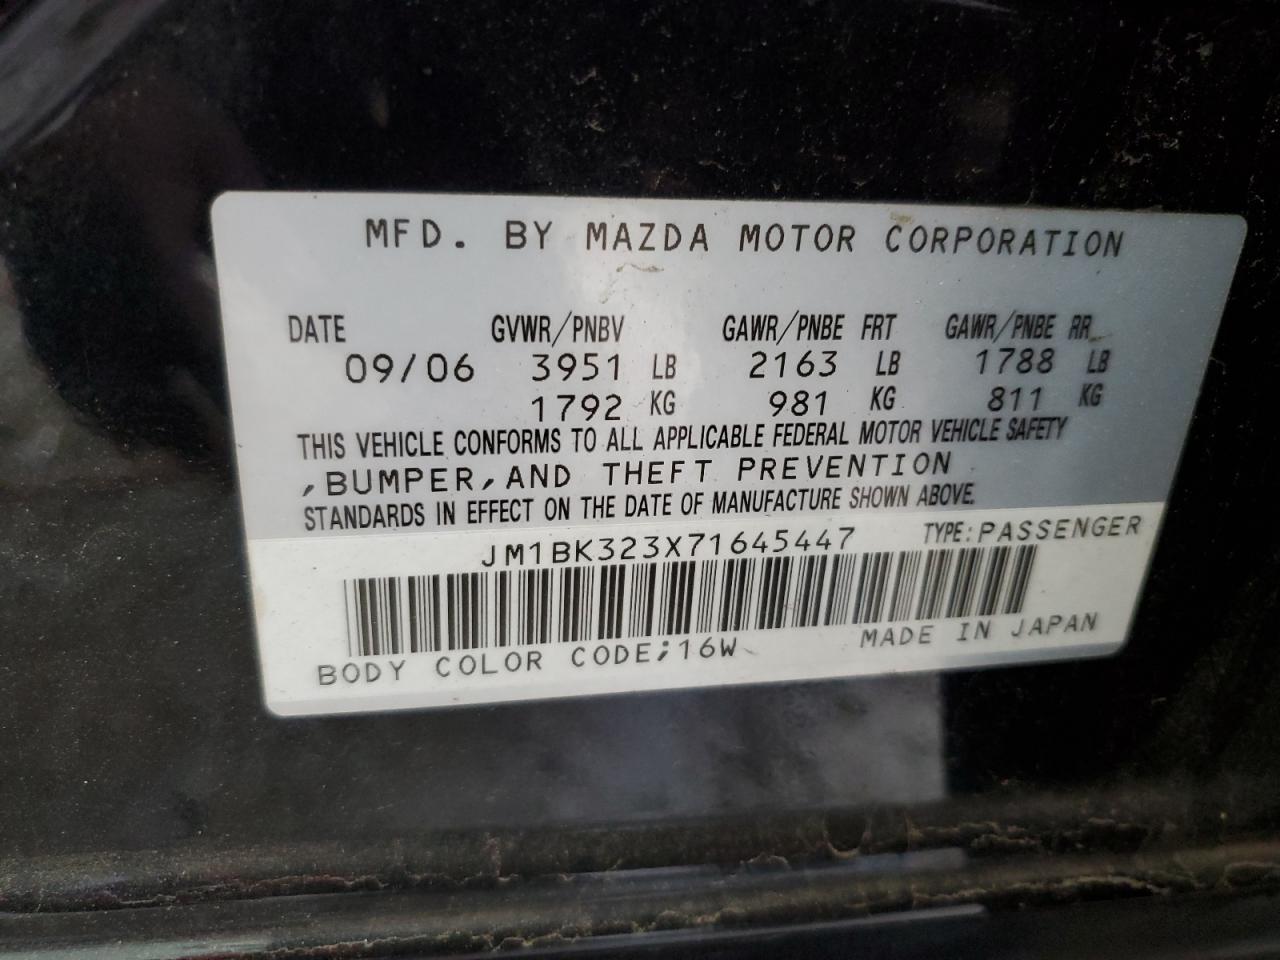 MFD. BY MAZDA MOTOR CORPORATION
DATE GVWR/PNBV GAWR/PNBE FRT GAWR/PNBE RR
09/06 3951 LB 2163 LB 1788 LB
1792 KG 981 KG 811 KG
THIS VEHICLE CONFORMS TO ALL APPLICABLE FEDERAL MOTOR VEHICLE SAFETY
,BUMPER,AND THEFT PREVENTION
STANDARDS IN EFFECT ON THE DATE OF MANUFACTURE SHOWN ABOVE.
JM1BK323X71645447 TYPE:PASSENGER
BODY COLOR CODE;16W MADE IN JAPAN